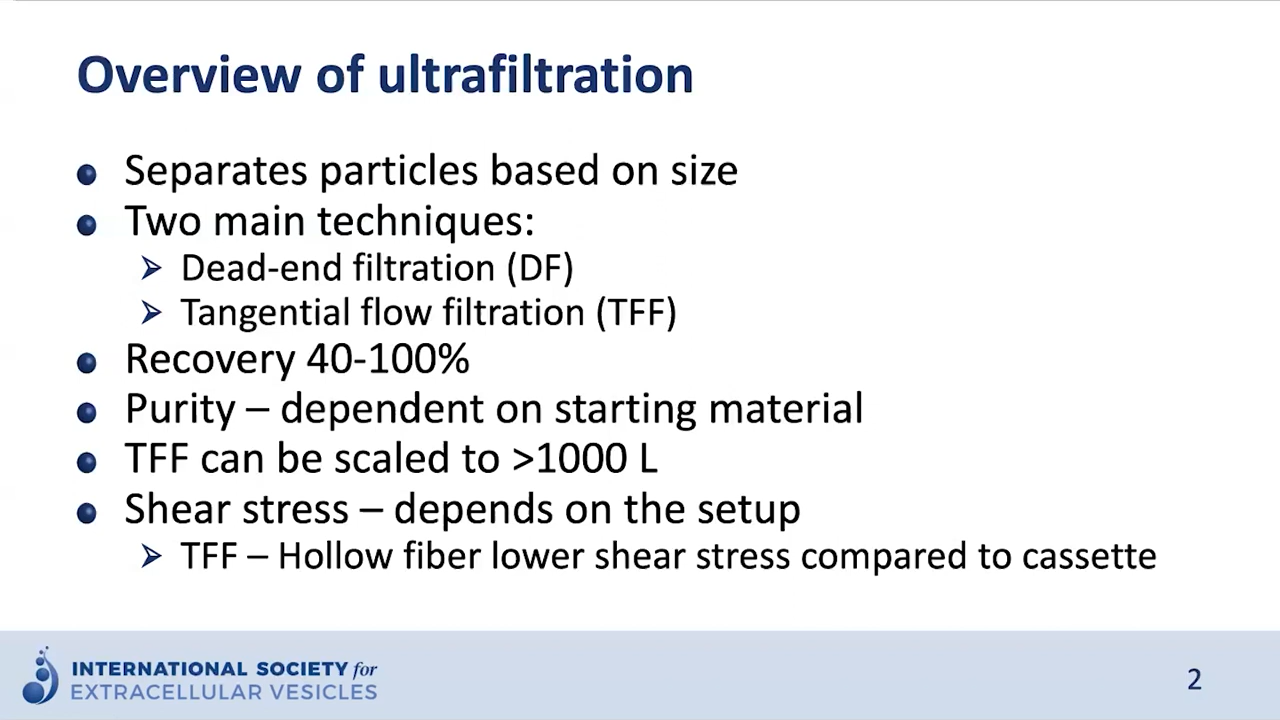 Overview of ultrafiltration
Separates particles based on size
Two main techniques:
Dead-end filtration (DF)
Tangential flow filtration (TFF)
Recovery 40-100%
Purity – dependent on starting material
TFF can be scaled to >1000 L
Shear stress – depends on the setup
TFF – Hollow fiber lower shear stress compared to cassette
INTERNATIONAL SOCIETY for
EXTRACELLULAR VESICLES
2